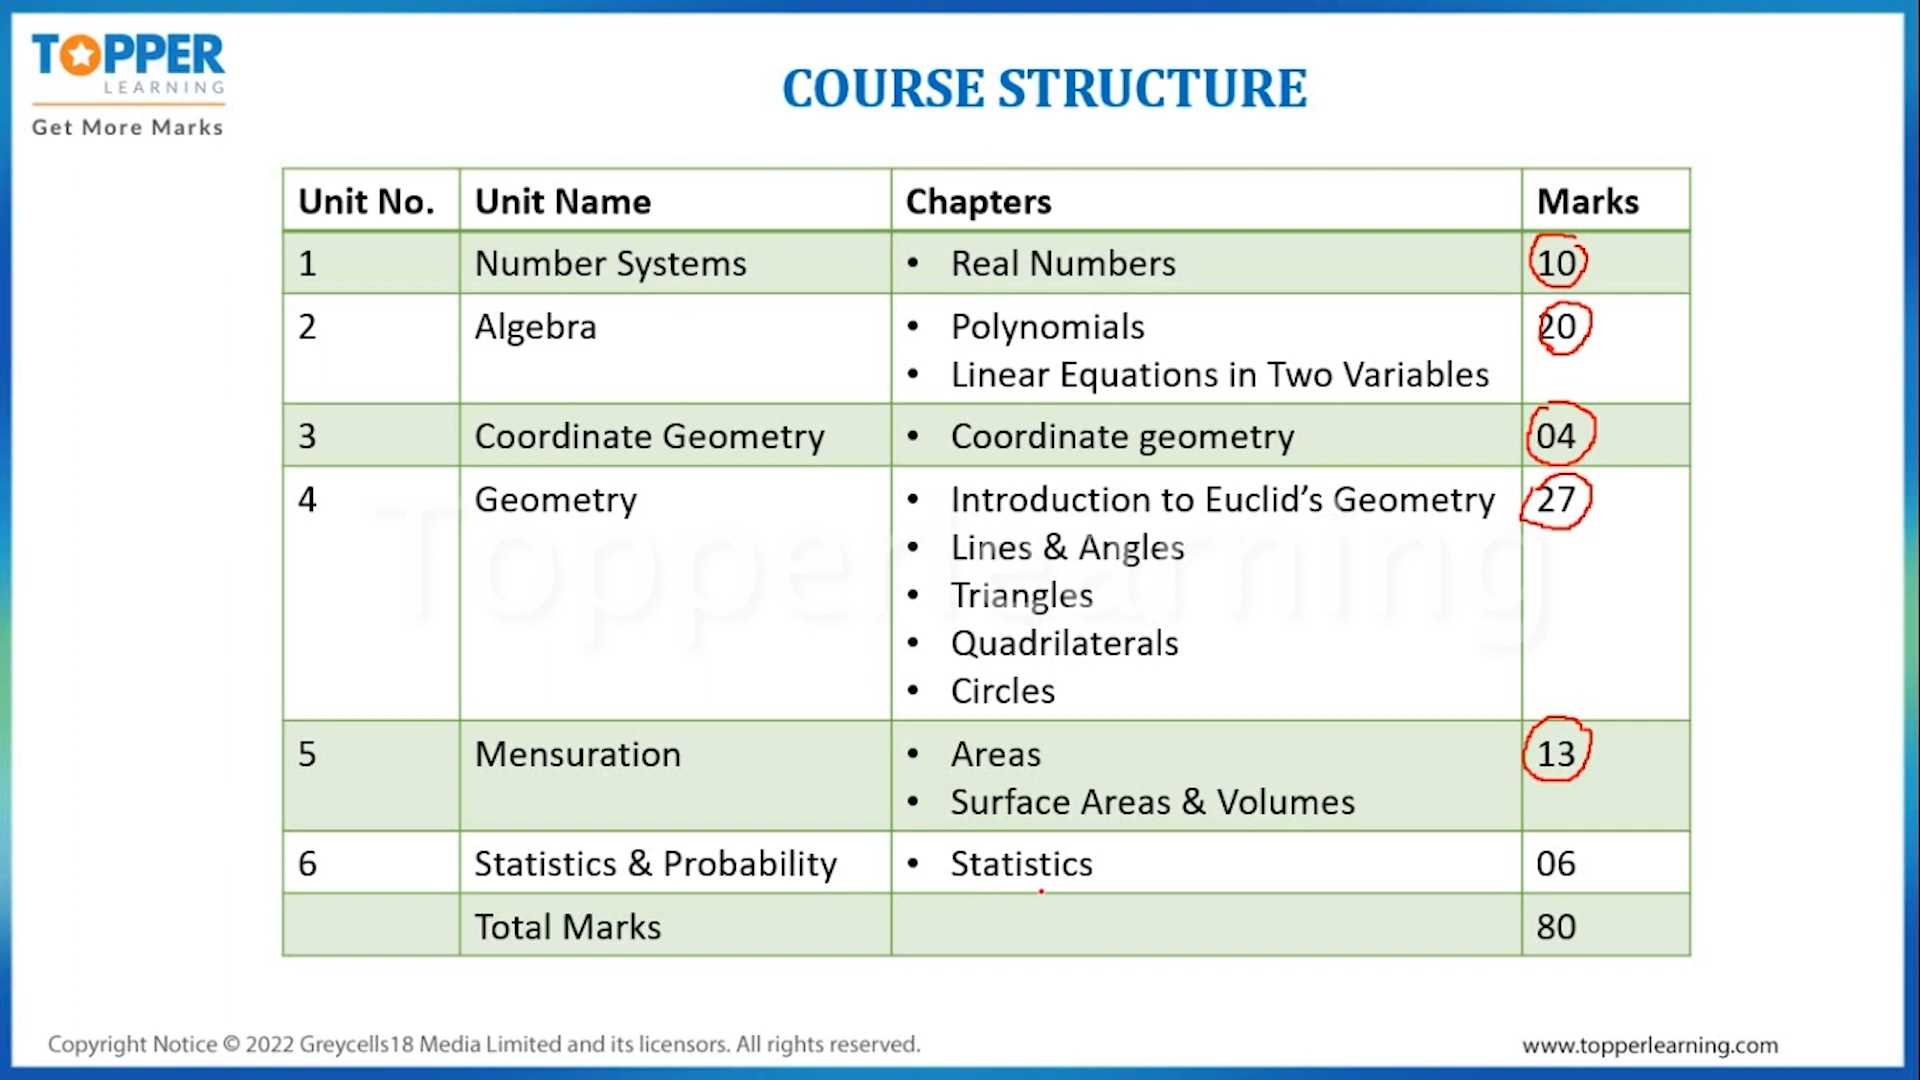 TOPPER
LEARNING
Get More Marks
COURSE STRUCTURE
Unit No. Unit Name Chapters Marks
1 Number Systems • Real Numbers 10
2 Algebra • Polynomials 20
• Linear Equations in Two Variables
3 Coordinate Geometry • Coordinate geometry 04
4 Geometry • Introduction to Euclid’s Geometry 27
• Lines & Angles
• Triangles
• Quadrilaterals
• Circles
5 Mensuration • Areas 13
• Surface Areas & Volumes
6 Statistics & Probability • Statistics 06
Total Marks 80
Topperlearning
Copyright Notice © 2022 Greycells18 Media Limited and its licensors. All rights reserved.
www.topperlearning.com